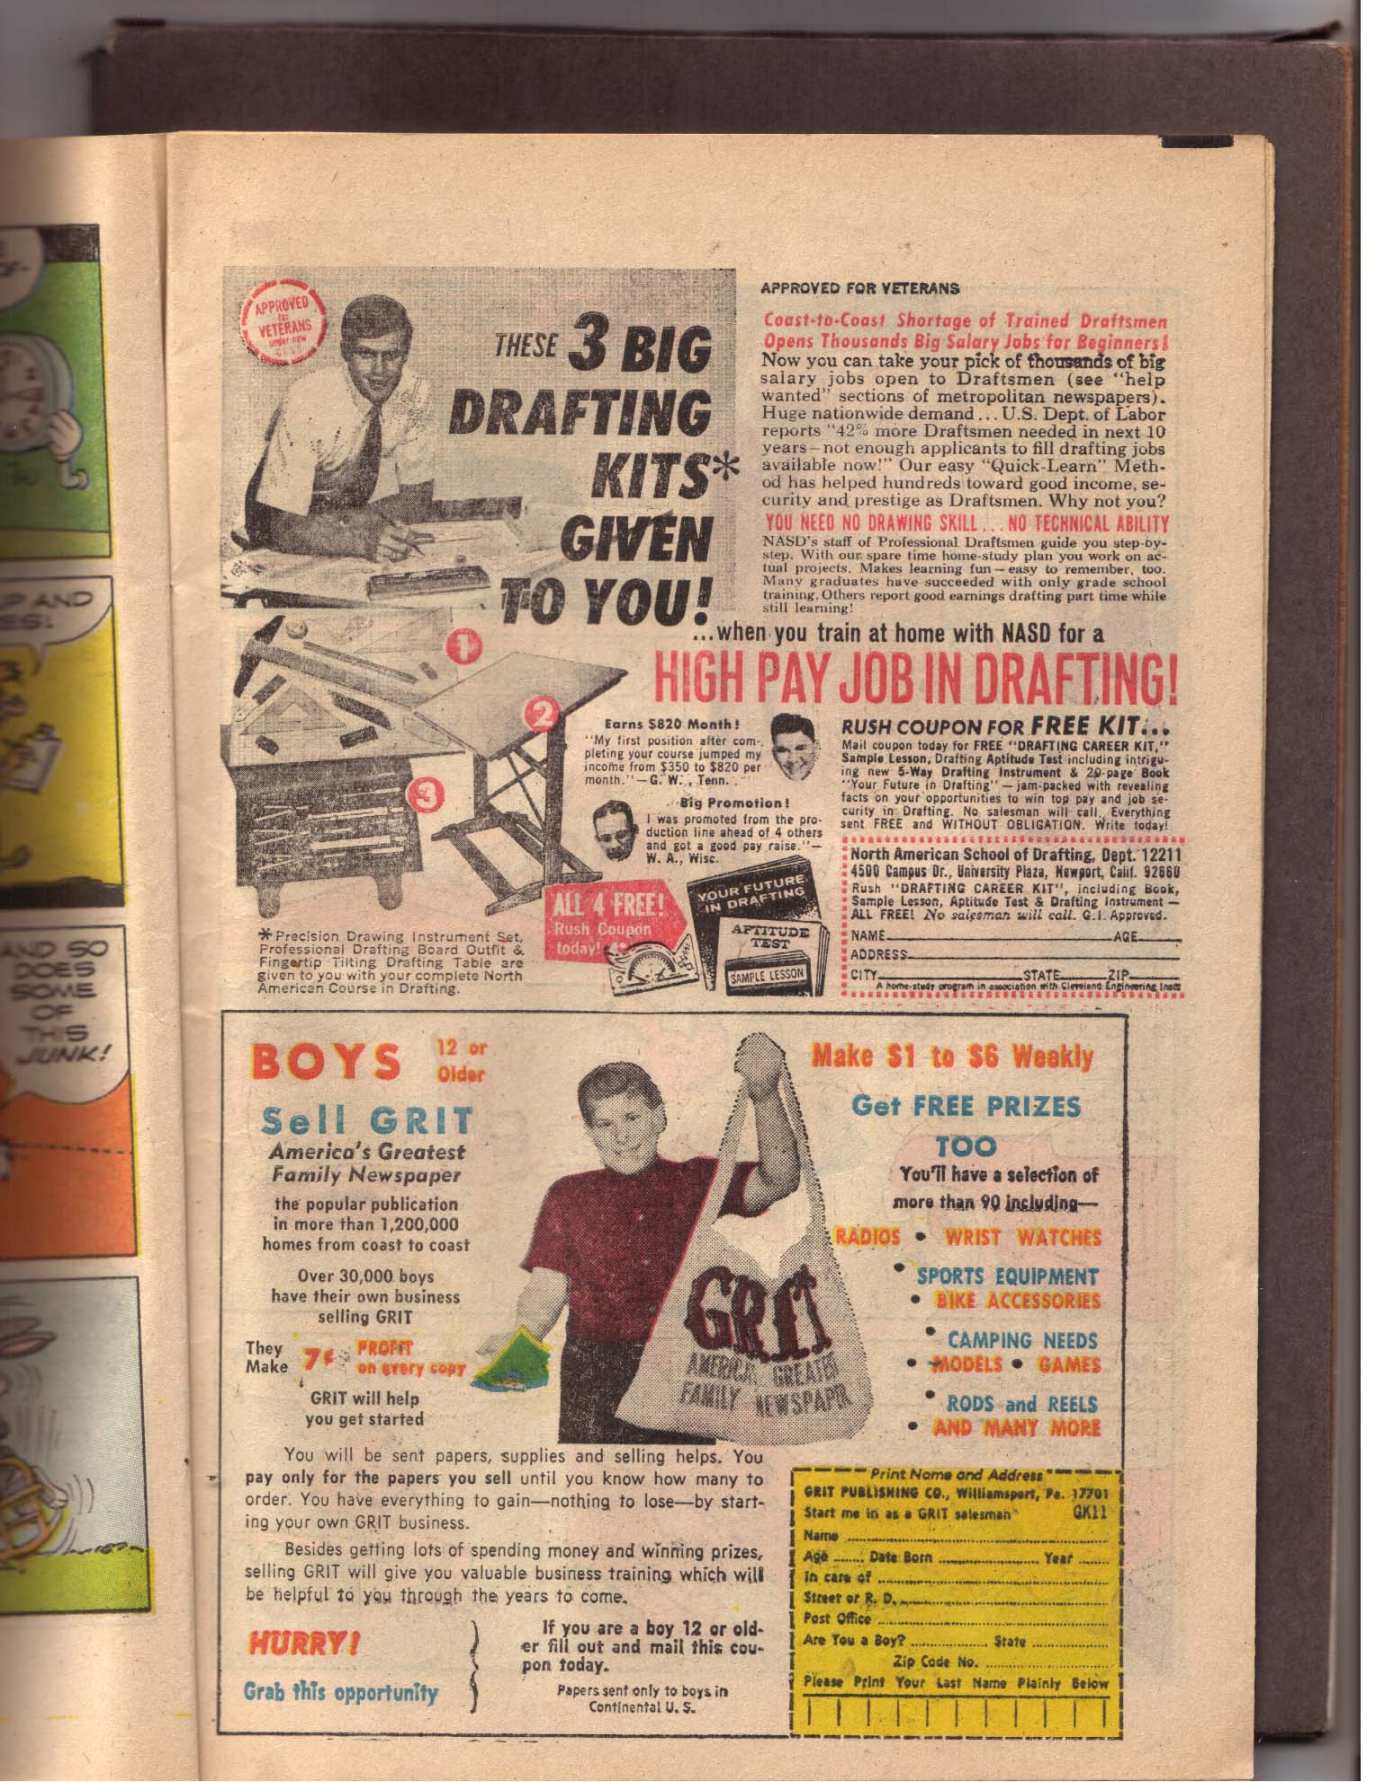 P AND
ES!
AND SO
GOES
SOME
OF
THIS
JUNK!
APPROVED
for
VETERANS
under new
THESE 3 BIG
DRAFTING
KITS*
GIVEN
TO YOU!
APPROVED FOR VETERANS
Coast-to-Coast Shortage of Trained Draftsmen
Opens Thousands Big Salary Jobs for Beginners!
Now you can take your pick of thousands of big
salary jobs open to Draftsmen (see "help
wanted" sections of metropolitan newspapers).
Huge nationwide demand... U.S. Dept. of Labor
reports "42% more Draftsmen needed in next 10
years—not enough applicants to fill drafting jobs
available now!" Our easy "Quick-Learn" Meth-
od has helped hundreds toward good income, se-
curity and prestige as Draftsmen. Why not you?
YOU NEED NO DRAWING SKILL... NO TECHNICAL ABILITY
NASD's staff of Professional Draftsmen guide you step-by-
step. With our spare time home-study plan you work on ac-
tual projects. Makes learning fun—easy to remember, too.
Many graduates have succeeded with only grade school
training. Others report good earnings drafting part time while
still learning!
...when you train at home with NASD for a
HIGH PAY JOB IN DRAFTING!
1
2
3
Earns $820 Month!
"My first position after com-
pleting your course jumped my
income from $350 to $820 per
month."—G. W., Tenn.
Big Promotion!
I was promoted from the pro-
duction line ahead of 4 others
and got a good pay raise."—
W. A., Wisc.
RUSH COUPON FOR FREE KIT...
Mail coupon today for FREE "DRAFTING CAREER KIT,"
Sample Lesson, Drafting Aptitude Test including intrigu-
ing new 5-Way Drafting Instrument & 20-page Book
"Your Future in Drafting"—jam-packed with revealing
facts on your opportunities to win top pay and job se-
curity in Drafting. No salesman will call. Everything
sent FREE and WITHOUT OBLIGATION. Write today!
*Precision Drawing Instrument Set,
Professional Drafting Board Outfit &
Fingertip Tilting Drafting Table are
given to you with your complete North
American Course in Drafting.
ALL 4 FREE!
Rush Coupon
today!
YOUR FUTURE
IN DRAFTING
APTITUDE
TEST
SAMPLE LESSON
North American School of Drafting, Dept. 12211
4500 Campus Dr., University Plaza, Newport, Calif. 92660
Rush "DRAFTING CAREER KIT", including Book,
Sample Lesson, Aptitude Test & Drafting Instrument—
ALL FREE! No salesman will call. G.I. Approved.
NAME AGE
ADDRESS
CITY STATE ZIP
A home-study program in association with Cleveland Engineering Inst.
BOYS 12 or
Older
Sell GRIT
America's Greatest
Family Newspaper
the popular publication
in more than 1,200,000
homes from coast to coast
Over 30,000 boys
have their own business
selling GRIT
They
Make 7¢ PROFIT
on every copy
GRIT will help
you get started
GRIT
AMERICA'S GREATEST
FAMILY NEWSPAPER
Make $1 to $6 Weekly
Get FREE PRIZES
TOO
You'll have a selection of
more than 90 including—
RADIOS • WRIST WATCHES
• SPORTS EQUIPMENT
• BIKE ACCESSORIES
• CAMPING NEEDS
• MODELS • GAMES
• RODS and REELS
• AND MANY MORE
You will be sent papers, supplies and selling helps. You
pay only for the papers you sell until you know how many to
order. You have everything to gain—nothing to lose—by start-
ing your own GRIT business.
Besides getting lots of spending money and winning prizes,
selling GRIT will give you valuable business training which will
be helpful to you through the years to come.
HURRY!
Grab this opportunity
If you are a boy 12 or old-
er fill out and mail this cou-
pon today.
Papers sent only to boys in
Continental U. S.
Print Name and Address
GRIT PUBLISHING CO., Williamsport, Pa. 17701
Start me in as a GRIT salesman GK11
Name
Age Date Born Year
In care of
Street or R. D.
Post Office
Are You a Boy? State
Zip Code No.
Please Print Your Last Name Plainly Below